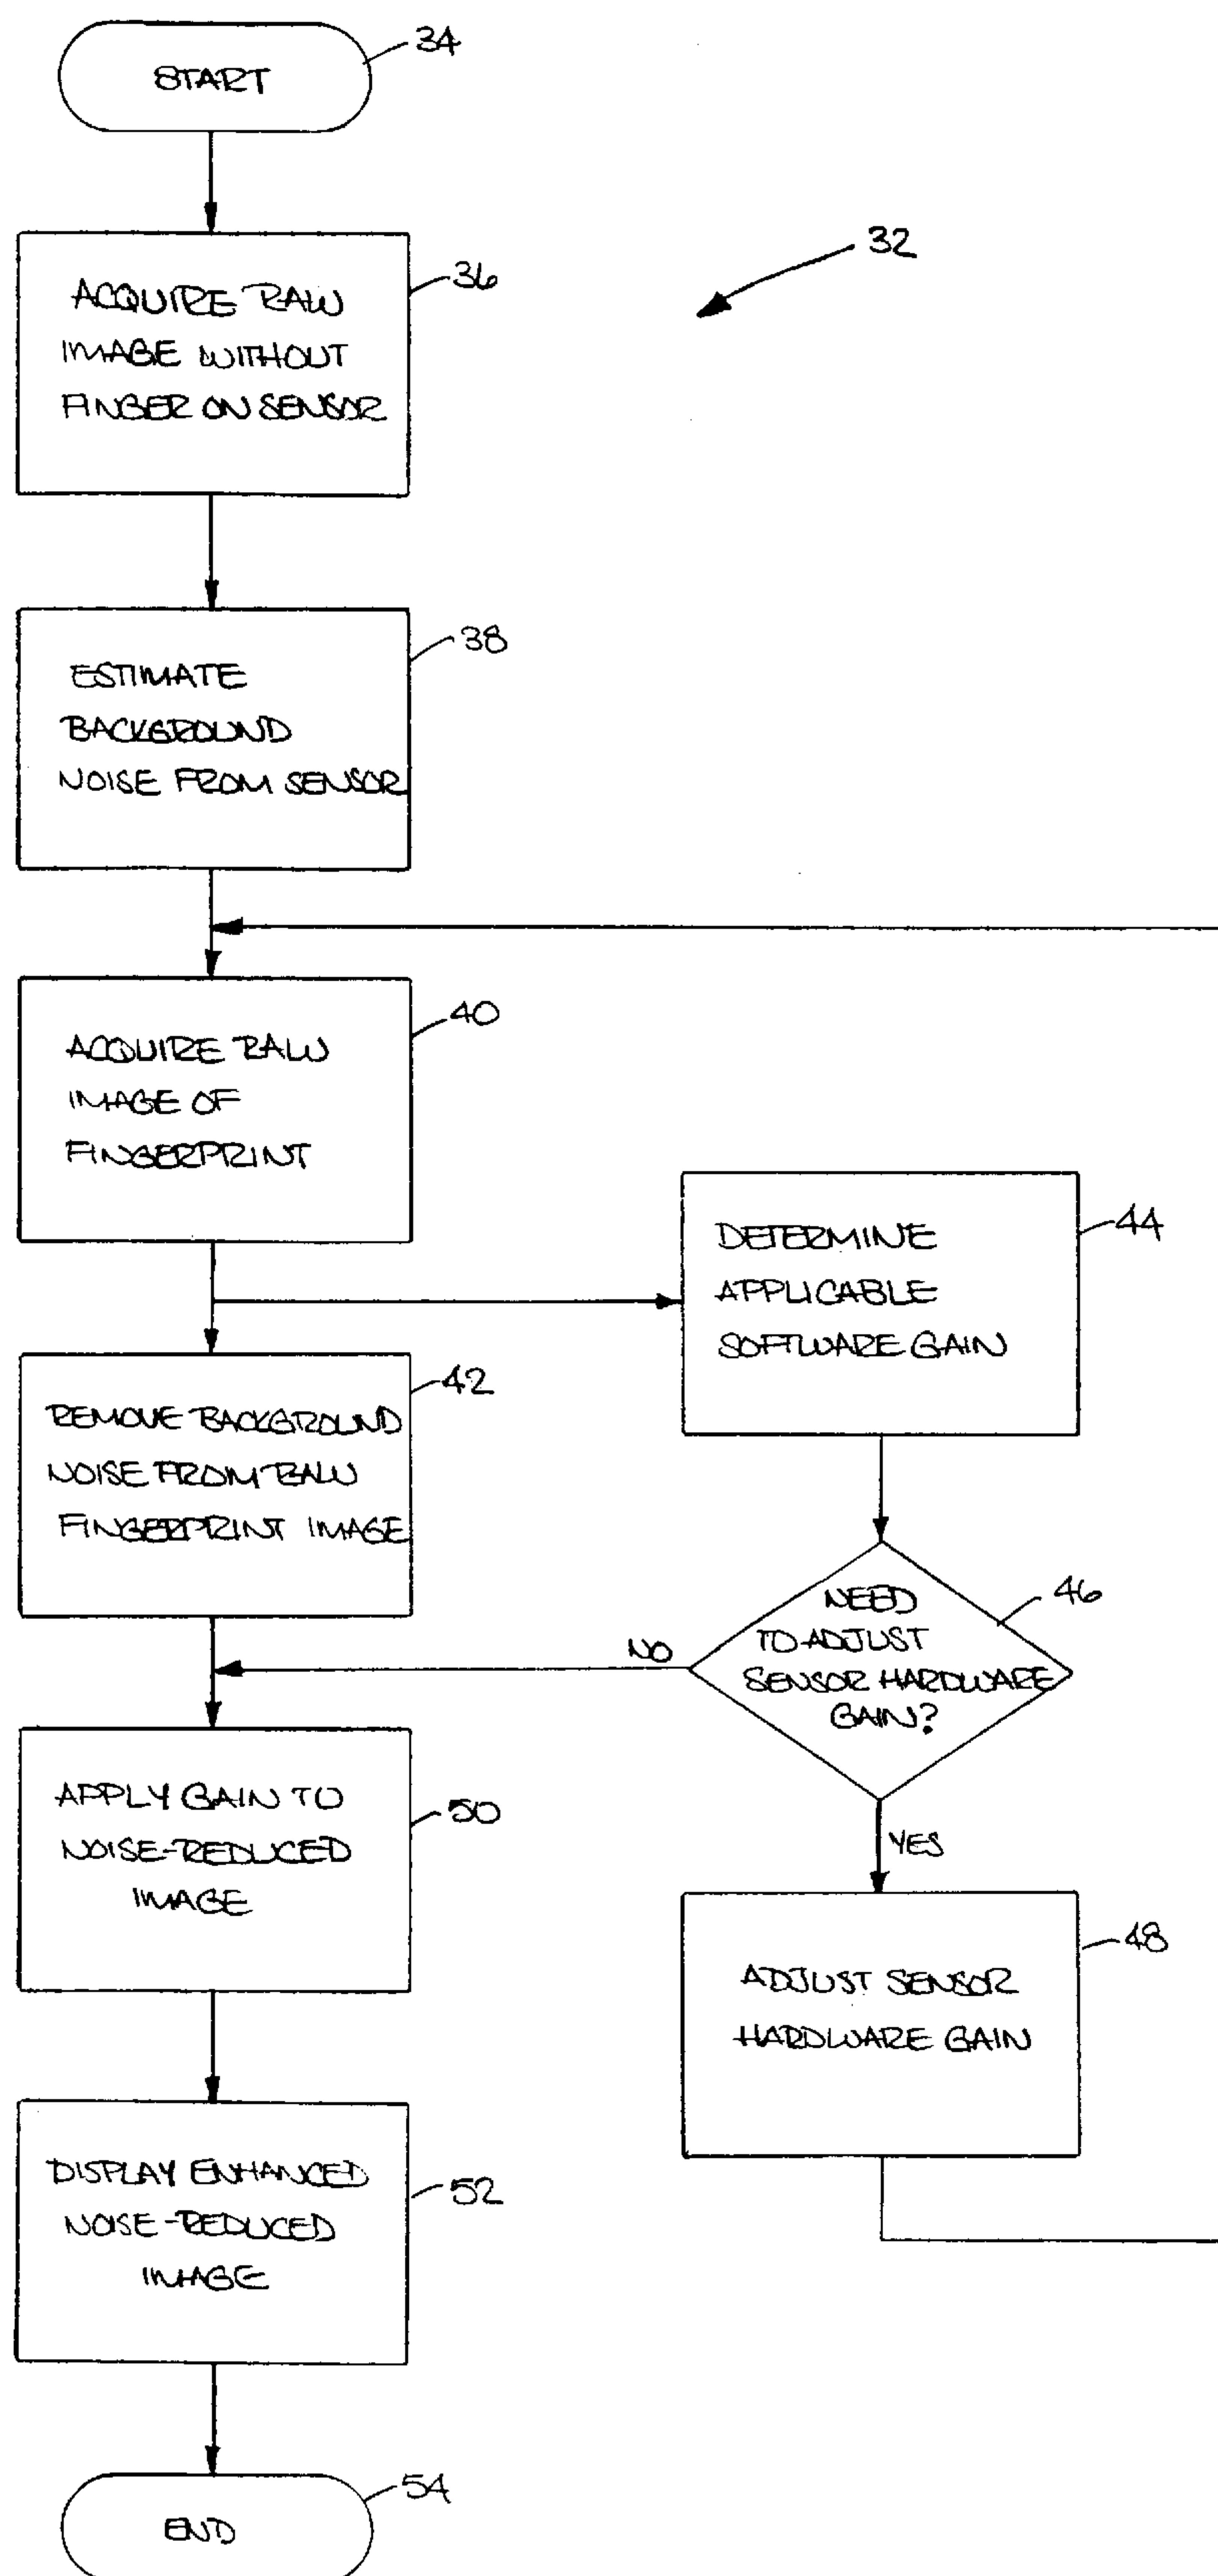 START
34
32
ACQUIRE RAW
IMAGE WITHOUT
FINGER ON SENSOR
36
ESTIMATE
BACKGROUND
NOISE FROM SENSOR
38
ACQUIRE RAW
IMAGE OF
FINGERPRINT
40
DETERMINE
APPLICABLE
SOFTWARE GAIN
44
REMOVE BACKGROUND
NOISE FROM RAW
FINGERPRINT IMAGE
42
NEED
TO ADJUST
SENSOR HARDWARE
GAIN?
46
NO
YES
APPLY GAIN TO
NOISE-REDUCED
IMAGE
50
ADJUST SENSOR
HARDWARE GAIN
48
DISPLAY ENHANCED
NOISE-REDUCED
IMAGE
52
END
54